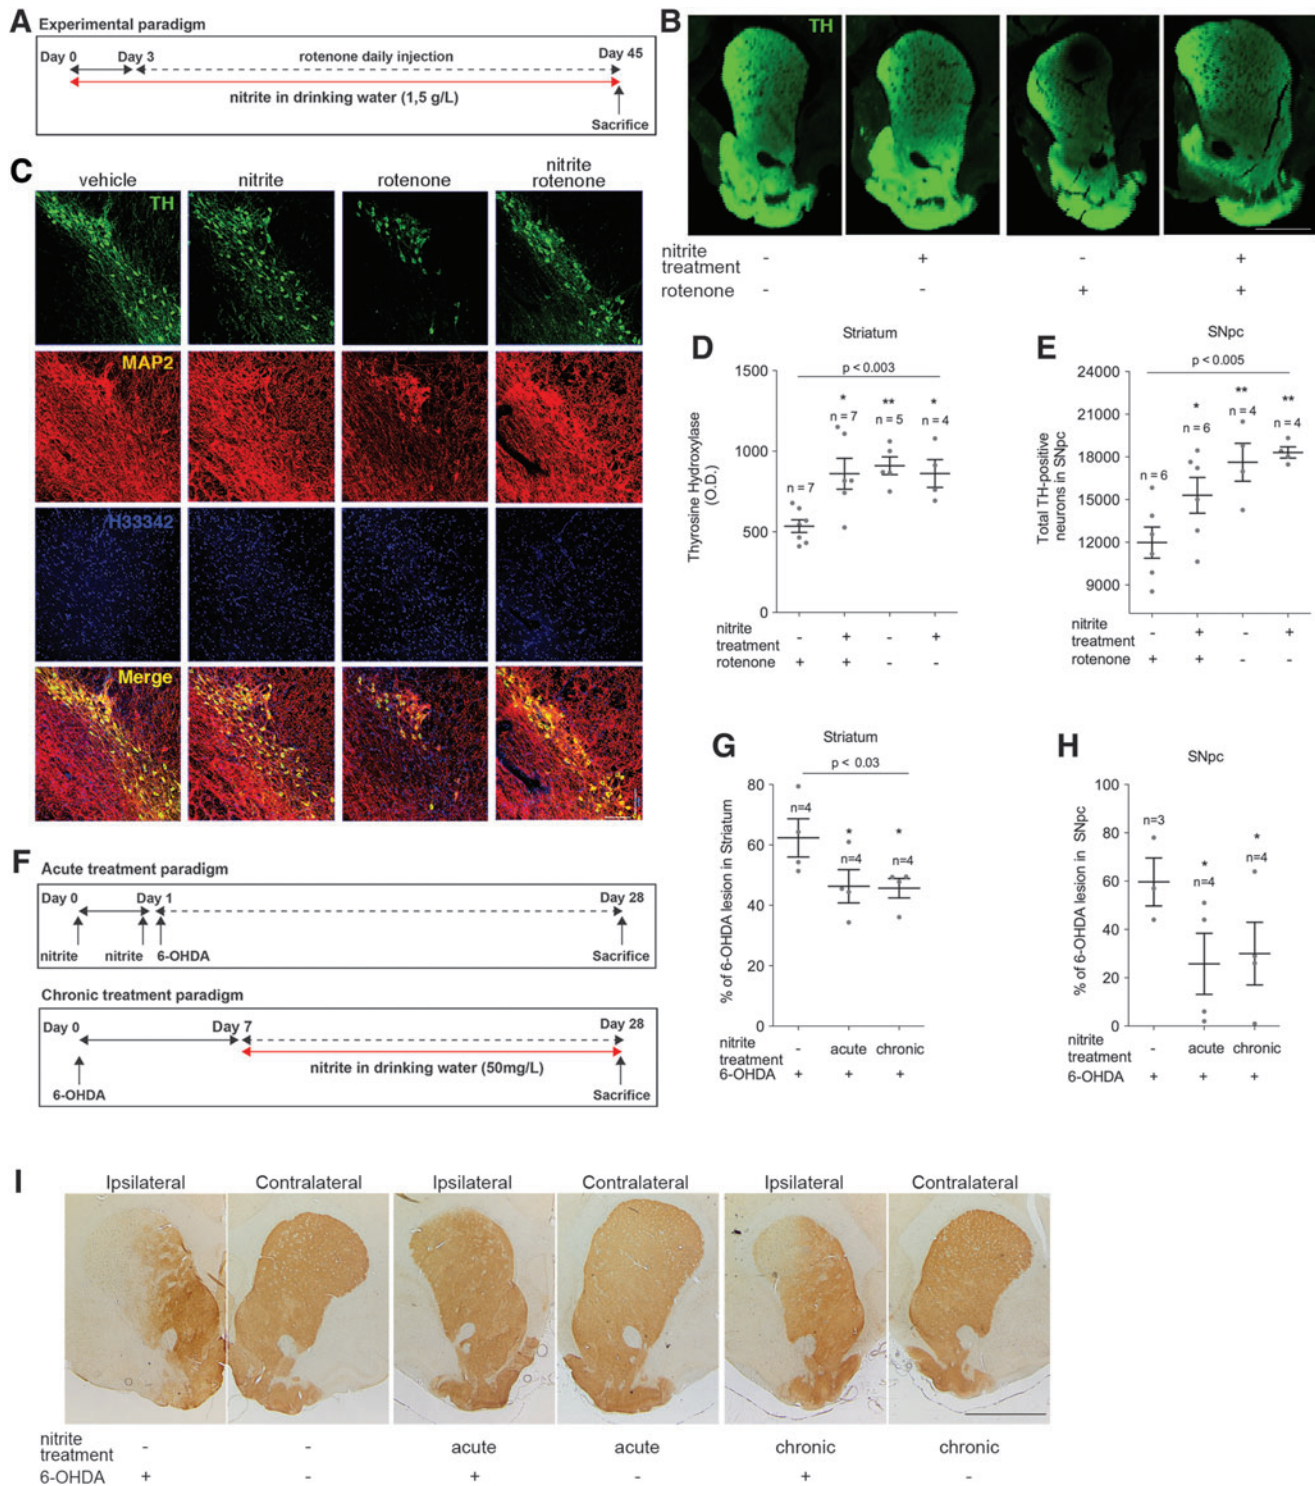 A Experimental paradigm
Day 0 Day 3 rotenone daily injection Day 45
nitrite in drinking water (1,5 g/L)
Sacrifice
B TH
nitrite treatment - + - +
rotenone - - + +
C
vehicle nitrite rotenone nitrite rotenone
TH
MAP2
H33342
Merge
D Striatum
p < 0.003
Thyrosine Hydroxylase (O.D.)
1500
1000
500
0
n = 7
* n = 7
** n = 5
* n = 4
nitrite treatment - + - +
rotenone + + - -
E SNpc
p < 0.005
Total TH-positive neurons in SNpc
24000
21000
18000
15000
12000
9000
n = 6
* n = 6
** n = 4
** n = 4
nitrite treatment - + - +
rotenone + + - -
F Acute treatment paradigm
Day 0 Day 1 Day 28
nitrite nitrite 6-OHDA Sacrifice
Chronic treatment paradigm
Day 0 Day 7 Day 28
nitrite in drinking water (50mg/L)
6-OHDA Sacrifice
G Striatum
p < 0.03
% of 6-OHDA lesion in Striatum
80
60
40
20
0
n=4
* n=4
* n=4
nitrite treatment - acute chronic
6-OHDA + + +
H SNpc
% of 6-OHDA lesion in SNpc
100
80
60
40
20
0
n=3
* n=4
* n=4
nitrite treatment - acute chronic
6-OHDA + + +
I
Ipsilateral Contralateral Ipsilateral Contralateral Ipsilateral Contralateral
nitrite treatment - - acute acute chronic chronic
6-OHDA + - + - + -